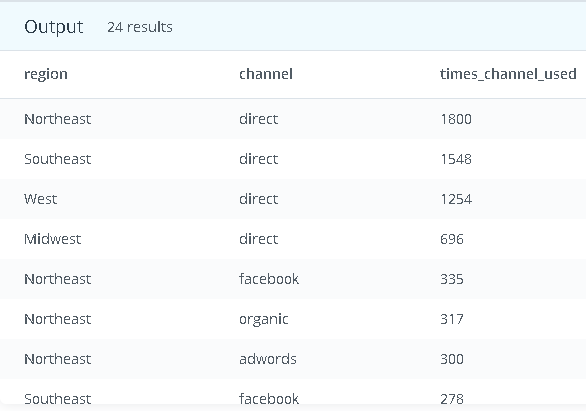 Output 24 results
region channel times_channel_used
Northeast direct 1800
Southeast direct 1548
West direct 1254
Midwest direct 696
Northeast facebook 335
Northeast organic 317
Northeast adwords 300
Southeast facebook 278